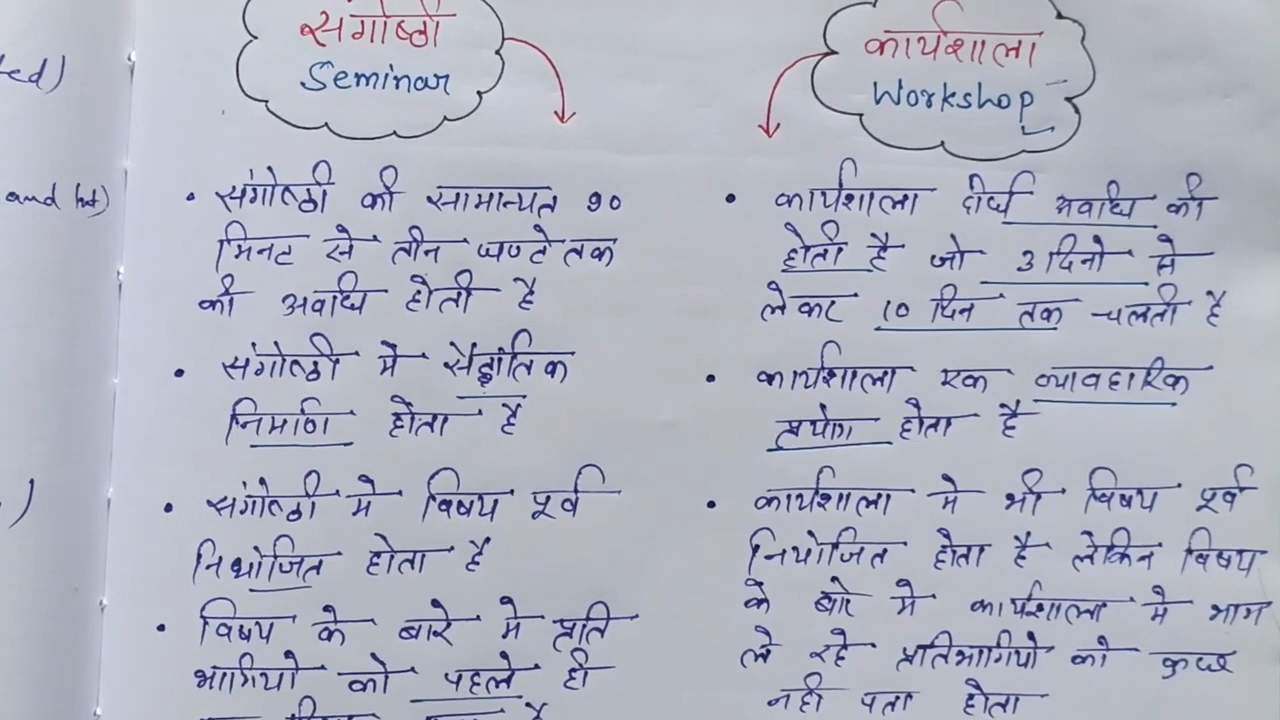 ted)
and
)
संगोष्ठी
Seminar
• संगोष्ठी की सामान्यत 90
मिनट से तीन घण्टे तक
की अवधि होती है
• संगोष्ठी मे सैद्धांतिक
निर्माण होता है
• संगोष्ठी मे विषय पूर्व
नियोजित होता है
• विषय के बारे मे प्रति
भागियो को पहले ही
है
कार्यशाला
Workshop
• कार्यशाला दीर्घ अवधि की
होती है जो 3 दिनो से
लेकर 10 दिन तक चलती है
• कार्यशाला एक व्यावहारिक
प्रयोग होता है
• कार्यशाला मे भी विषय पूर्व
नियोजित होता है लेकिन विषय
के बारे मे कार्यशाला मे भाग
ले रहे प्रतिभागियो को कुछ
नही पता होता